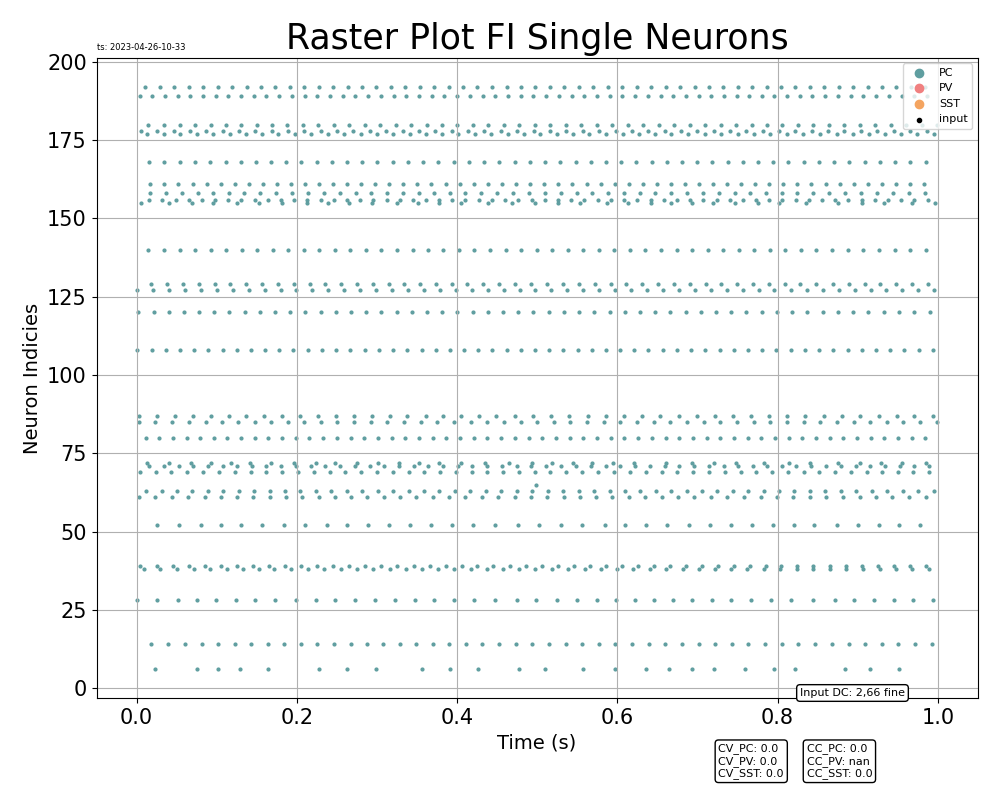 Raster Plot FI Single Neurons
ts: 2023-04-26-10-33
PC
PV
SST
input
200
175
150
125
100
75
50
25
0
Neuron Indicies
Input DC: 2,66 fine
0.0 0.2 0.4 0.6 0.8 1.0
Time (s)
CV_PC: 0.0
CV_PV: 0.0
CV_SST: 0.0
CC_PC: 0.0
CC_PV: nan
CC_SST: 0.0